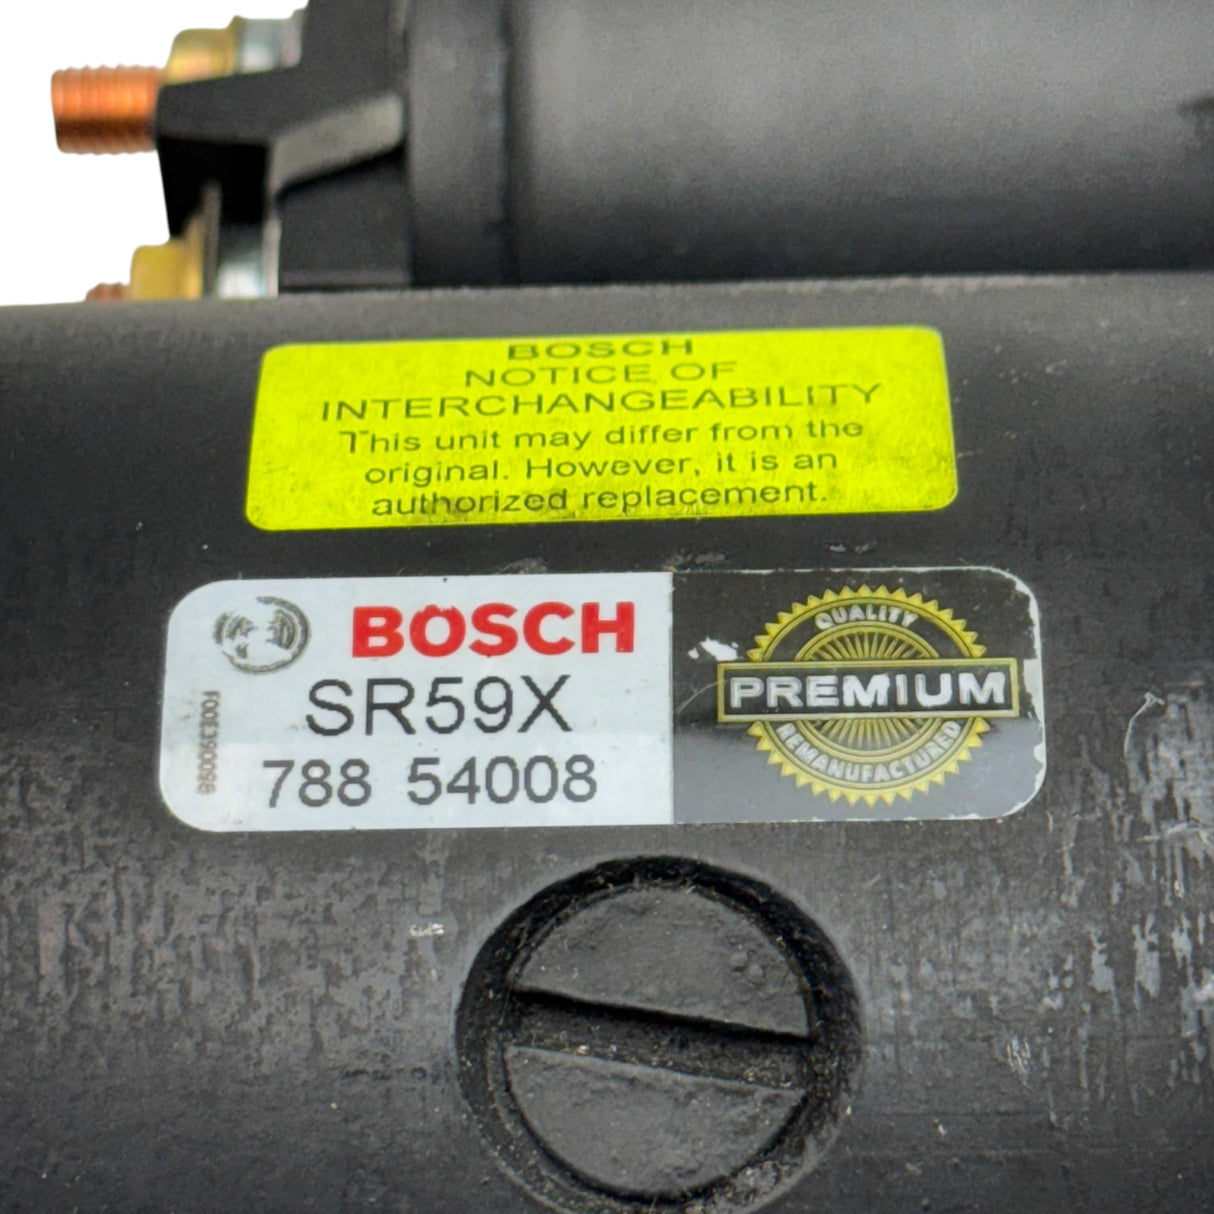 BOSCH
NOTICE OF
INTERCHANGEABILITY
This unit may differ from the
original. However, it is an
authorized replacement.
BOSCH
SR59X
788 54008
F00E390098
QUALITY
PREMIUM
REMANUFACTURED